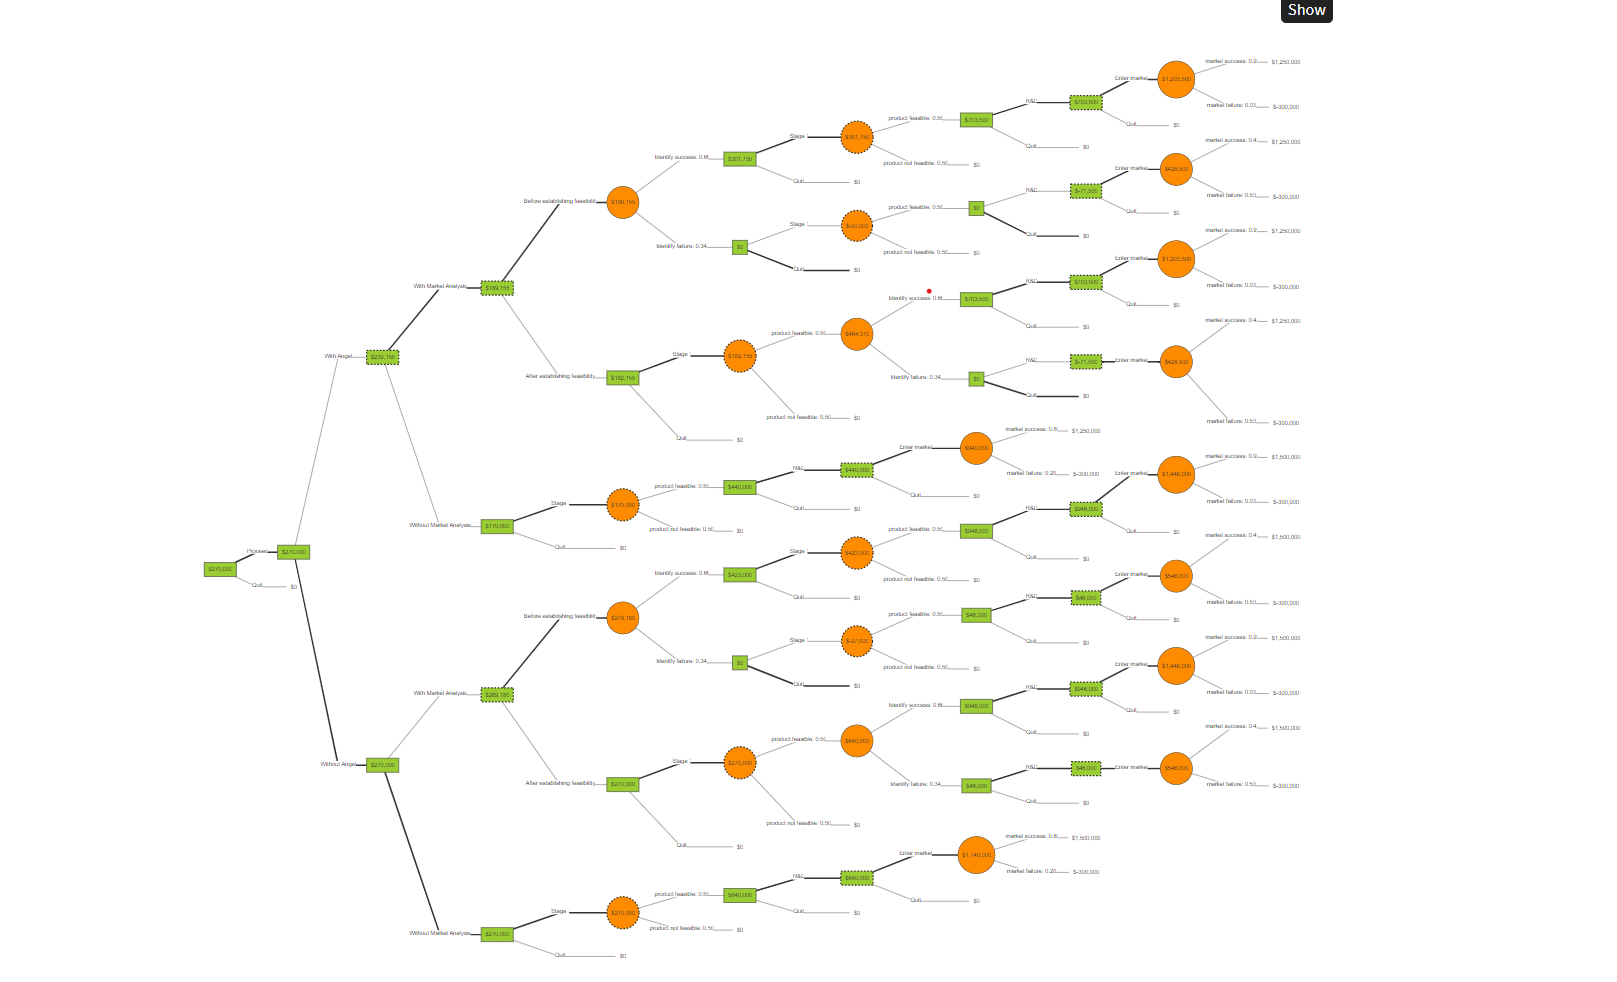 Show
market success: 0.9 $1,250,000
Enter market $1,203,500
R&D $703,500
market failure: 0.03 $-300,000
product feasible: 0.50 $703,500
Quit $0
Stage $301,750
market success: 0.4 $1,250,000
Quit $0
Identify success: 0.66 $301,750
product not feasible: 0.50 $0
Enter market $428,500
Quit $0
R&D $-71,500
market failure: 0.53 $-300,000
Before establishing feasibility $199,155
product feasible: 0.50 $0
Quit $0
Stage $-50,000
market success: 0.9 $1,250,000
Quit $0
Identify failure: 0.34 $0
product not feasible: 0.50 $0
Enter market $1,203,500
Quit $0
R&D $703,500
With Market Analysis $189,155
market failure: 0.03 $-300,000
Identify success: 0.66 $703,500
Quit $0
market success: 0.4 $1,250,000
Quit $0
product feasible: 0.50 $464,310
With Angel $239,155
Stage $182,155
R&D $-71,500
Enter market $428,500
After establishing feasibility $182,155
Identify failure: 0.34 $0
Quit $0
product not feasible: 0.50 $0
market failure: 0.53 $-300,000
market success: 0.8 $1,250,000
Quit $0
Enter market $940,000
market success: 0.9 $1,500,000
R&D $440,000
market failure: 0.20 $-300,000
Enter market $1,446,000
product feasible: 0.50 $440,000
Quit $0
market failure: 0.03 $-300,000
Stage $170,000
Quit $0
R&D $946,000
Without Market Analysis $170,000
product not feasible: 0.50 $0
product feasible: 0.50 $946,000
Quit $0
market success: 0.4 $1,500,000
Quit $0
Proceed $270,000
Stage $423,000
Quit $0
$270,000
Identify success: 0.66 $423,000
product not feasible: 0.50 $0
Enter market $546,000
Quit $0
Quit $0
R&D $46,000
market failure: 0.53 $-300,000
Before establishing feasibility $279,180
product feasible: 0.50 $46,000
Quit $0
Stage $-27,000
market success: 0.9 $1,500,000
Quit $0
Identify failure: 0.34 $0
product not feasible: 0.50 $0
Enter market $1,446,000
Quit $0
R&D $946,000
With Market Analysis $269,180
market failure: 0.03 $-300,000
Identify success: 0.66 $946,000
Quit $0
market success: 0.4 $1,500,000
Quit $0
product feasible: 0.50 $640,000
Without Angel $270,000
Stage $270,000
R&D $46,000
Enter market $546,000
After establishing feasibility $270,000
Identify failure: 0.34 $46,000
market failure: 0.53 $-300,000
Quit $0
product not feasible: 0.50 $0
market success: 0.8 $1,500,000
Quit $0
Enter market $1,140,000
R&D $640,000
market failure: 0.20 $-300,000
product feasible: 0.50 $640,000
Quit $0
Stage $270,000
Quit $0
Without Market Analysis $270,000
product not feasible: 0.50 $0
Quit $0